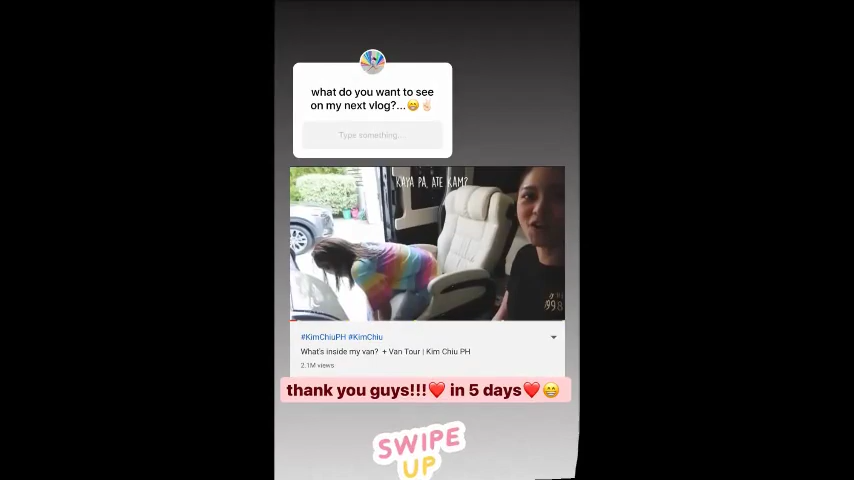 what do you want to see
on my next vlog?...😁✌🏻
Type something...
KAYA PA, ATE KAM?
998
#KimChiuPH #KimChiu
What's inside my van? + Van Tour | Kim Chiu PH
2.1M views
thank you guys!!!❤️ in 5 days❤️😁
SWIPE
UP